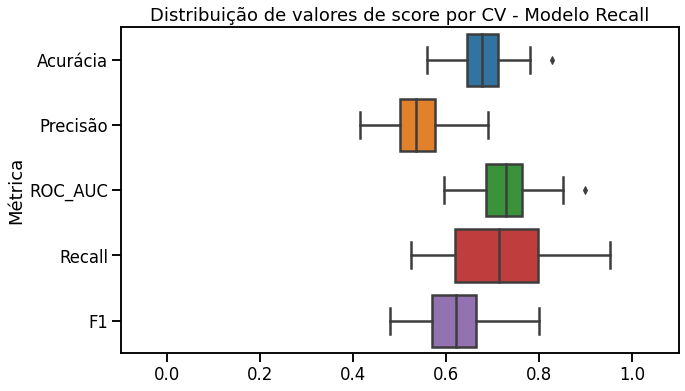 Distribuição de valores de score por CV - Modelo Recall
Métrica
Acurácia
Precisão
ROC_AUC
Recall
F1
0.0 0.2 0.4 0.6 0.8 1.0